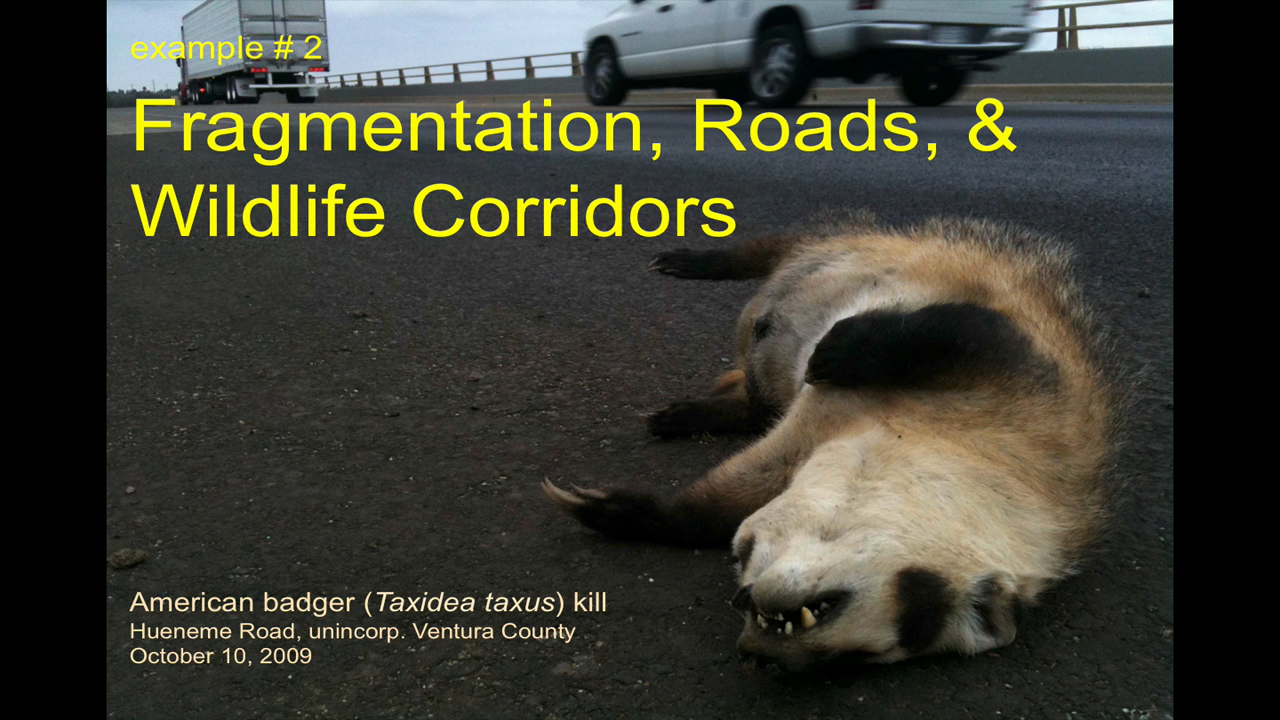 example # 2
Fragmentation, Roads, &
Wildlife Corridors
American badger (Taxidea taxus) kill
Hueneme Road, unincorp. Ventura County
October 10, 2009